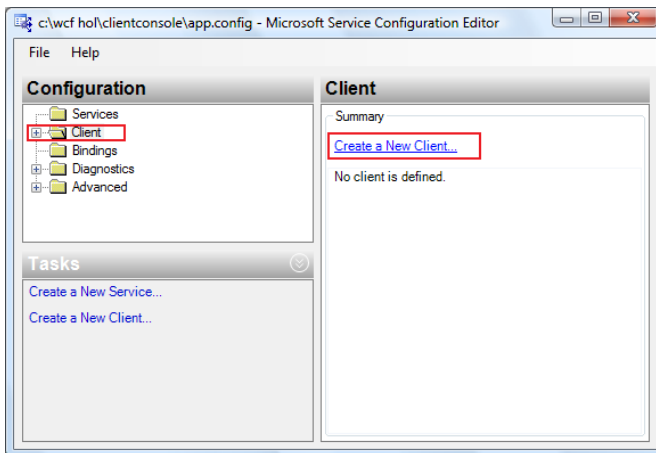 c:\wcf hol\clientconsole\app.config - Microsoft Service Configuration Editor
File Help
Configuration
Services
Client
Bindings
Diagnostics
Advanced
Tasks
Create a New Service...
Create a New Client...
Client
Summary
Create a New Client...
No client is defined.